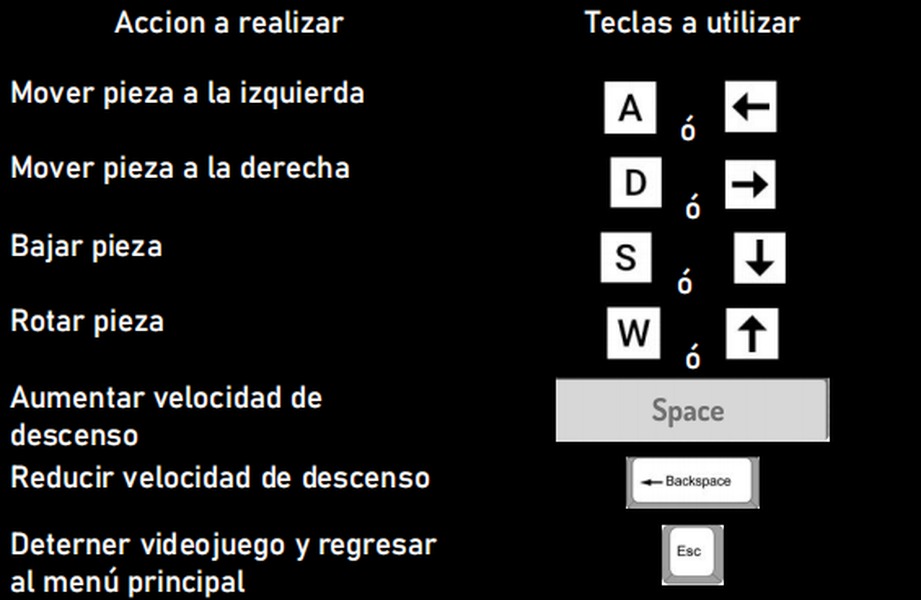 Accion a realizar Teclas a utilizar
Mover pieza a la izquierda A ó ←
Mover pieza a la derecha D ó →
Bajar pieza S ó ↓
Rotar pieza W ó ↑
Aumentar velocidad de
descenso Space
Reducir velocidad de descenso ← Backspace
Deterner videojuego y regresar Esc
al menú principal